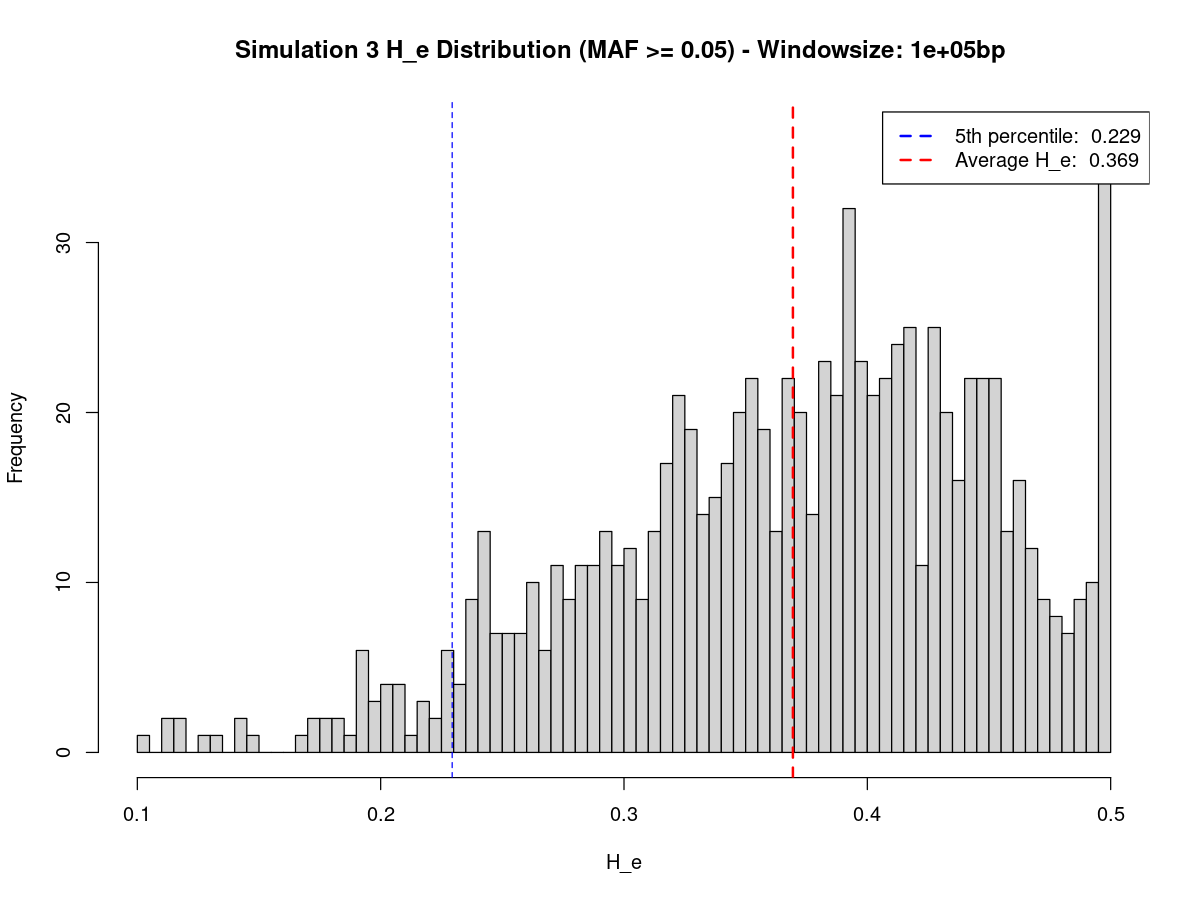 Simulation 3 H_e Distribution (MAF >= 0.05) - Windowsize: 1e+05bp
5th percentile: 0.229
Average H_e: 0.369
Frequency
30
20
10
0
0.1 0.2 0.3 0.4 0.5
H_e